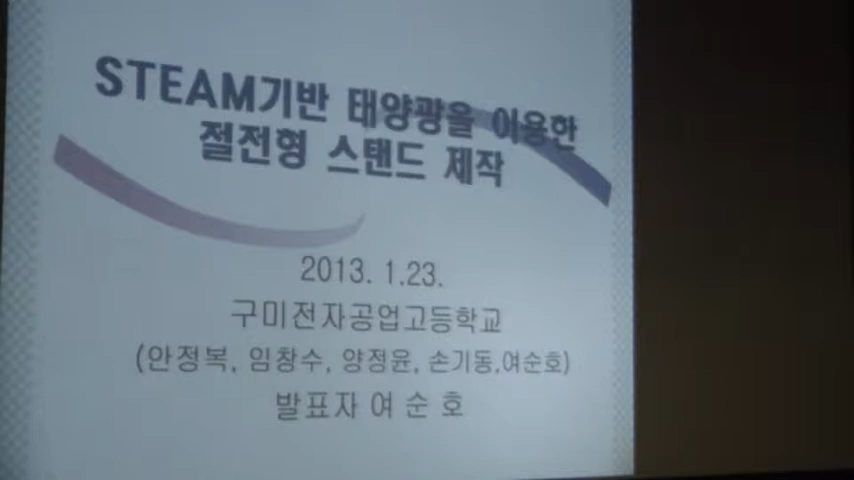 STEAM기반 태양광을 이용한
절전형 스탠드 제작
2013. 1.23.
구미전자공업고등학교
(안정복, 임창수, 양정윤, 손기동,여순호)
발표자 여 순 호